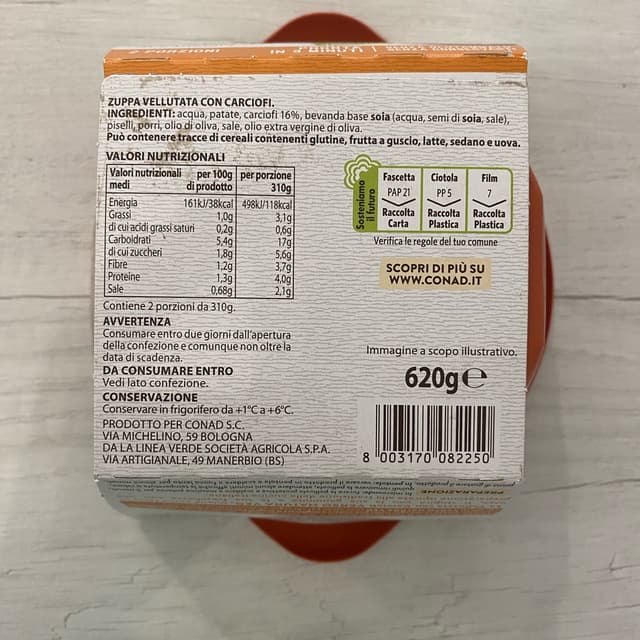 2 PORZIONI
ZUPPA VELLUTATA CON CARCIOFI.
INGREDIENTI: acqua, patate, carciofi 16%, bevanda base soia (acqua, semi di soia, sale),
piselli, porri, olio di oliva, sale, olio extra vergine di oliva.
Può contenere tracce di cereali contenenti glutine, frutta a guscio, latte, sedano e uova.
VALORI NUTRIZIONALI
Valori nutrizionali medi per 100g di prodotto per porzione 310g
Energia 161kJ/38kcal 498kJ/118kcal
Grassi 1,0g 3,1g
di cui acidi grassi saturi 0,2g 0,6g
Carboidrati 5,4g 17g
di cui zuccheri 1,8g 5,6g
Fibre 1,2g 3,7g
Proteine 1,3g 4,0g
Sale 0,68g 2,1g
Contiene 2 porzioni da 310g.
AVVERTENZA
Consumare entro due giorni dall'apertura
della confezione e comunque non oltre la
data di scadenza.
DA CONSUMARE ENTRO
Vedi lato confezione.
CONSERVAZIONE
Conservare in frigorifero da +1°C a +6°C.
PRODOTTO PER CONAD S.C.
VIA MICHELINO, 59 BOLOGNA
DA LA LINEA VERDE SOCIETÀ AGRICOLA S.P.A.
VIA ARTIGIANALE, 49 MANERBIO (BS)
Sosteniamo
il futuro
Fascetta Ciotola Film
PAP 21 PP 5 7
Raccolta Raccolta Raccolta
Carta Plastica Plastica
Verifica le regole del tuo comune
SCOPRI DI PIÙ SU
WWW.CONAD.IT
Immagine a scopo illustrativo.
620g℮
8 003170 082250
PREPARAZIONE